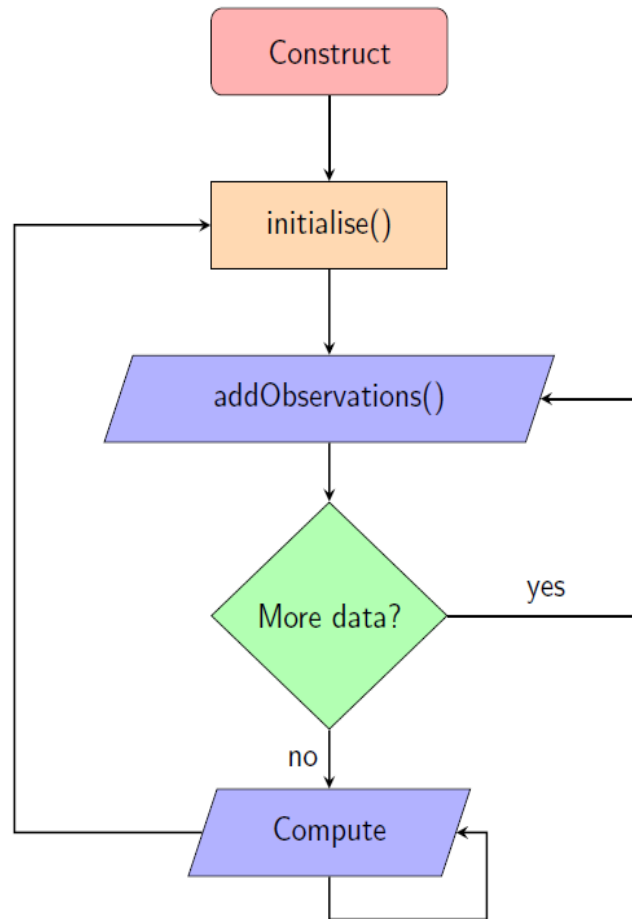 Construct
initialise()
addObservations()
More data?
yes
no
Compute